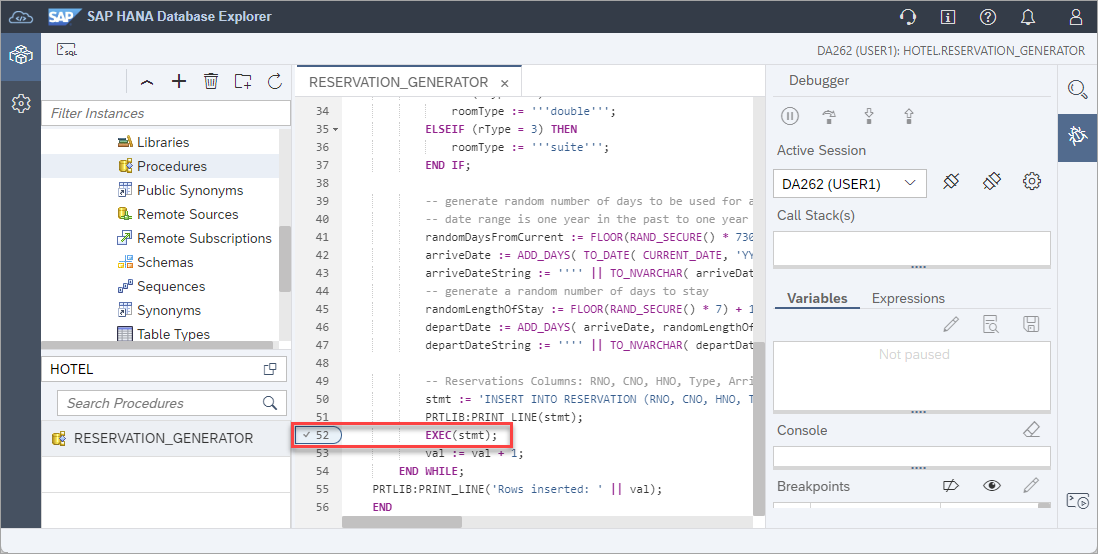 SAP SAP HANA Database Explorer
SQL
DA262 (USER1): HOTEL.RESERVATION_GENERATOR
Filter Instances
Libraries
Procedures
Public Synonyms
Remote Sources
Remote Subscriptions
Schemas
Sequences
Synonyms
Table Types
HOTEL
Search Procedures
RESERVATION_GENERATOR
RESERVATION_GENERATOR ×
34 roomType := '''double''';
35 ELSEIF (rType = 3) THEN
36 roomType := '''suite''';
37 END IF;
38
39 -- generate random number of days to be used for a
40 -- date range is one year in the past to one year
41 randomDaysFromCurrent := FLOOR(RAND_SECURE() * 730
42 arriveDate := ADD_DAYS( TO_DATE( CURRENT_DATE, 'YY
43 arriveDateString := '''' || TO_NVARCHAR( arriveDat
44 -- generate a random number of days to stay
45 randomLengthOfStay := FLOOR(RAND_SECURE() * 7) + 1
46 departDate := ADD_DAYS( arriveDate, randomLengthOf
47 departDateString := '''' || TO_NVARCHAR( departDat
48
49 -- Reservations Columns: RNO, CNO, HNO, Type, Arri
50 stmt := 'INSERT INTO RESERVATION (RNO, CNO, HNO, T
51 PRTLIB:PRINT_LINE(stmt);
52 EXEC(stmt);
53 val := val + 1;
54 END WHILE;
55 PRTLIB:PRINT_LINE('Rows inserted: ' || val);
56 END
Debugger
Active Session
DA262 (USER1)
Call Stack(s)
Variables Expressions
Not paused
Console
Breakpoints